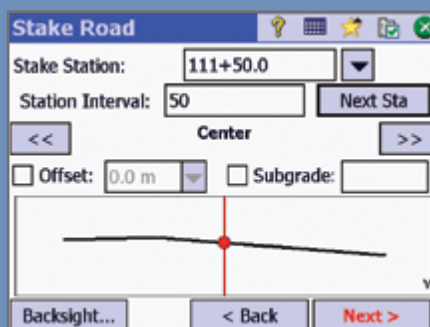 Stake Road
Stake Station: 111+50.0
Station Interval: 50 Next Sta
<< Center >>
Offset: 0.0 m Subgrade:
Backsight... < Back Next >